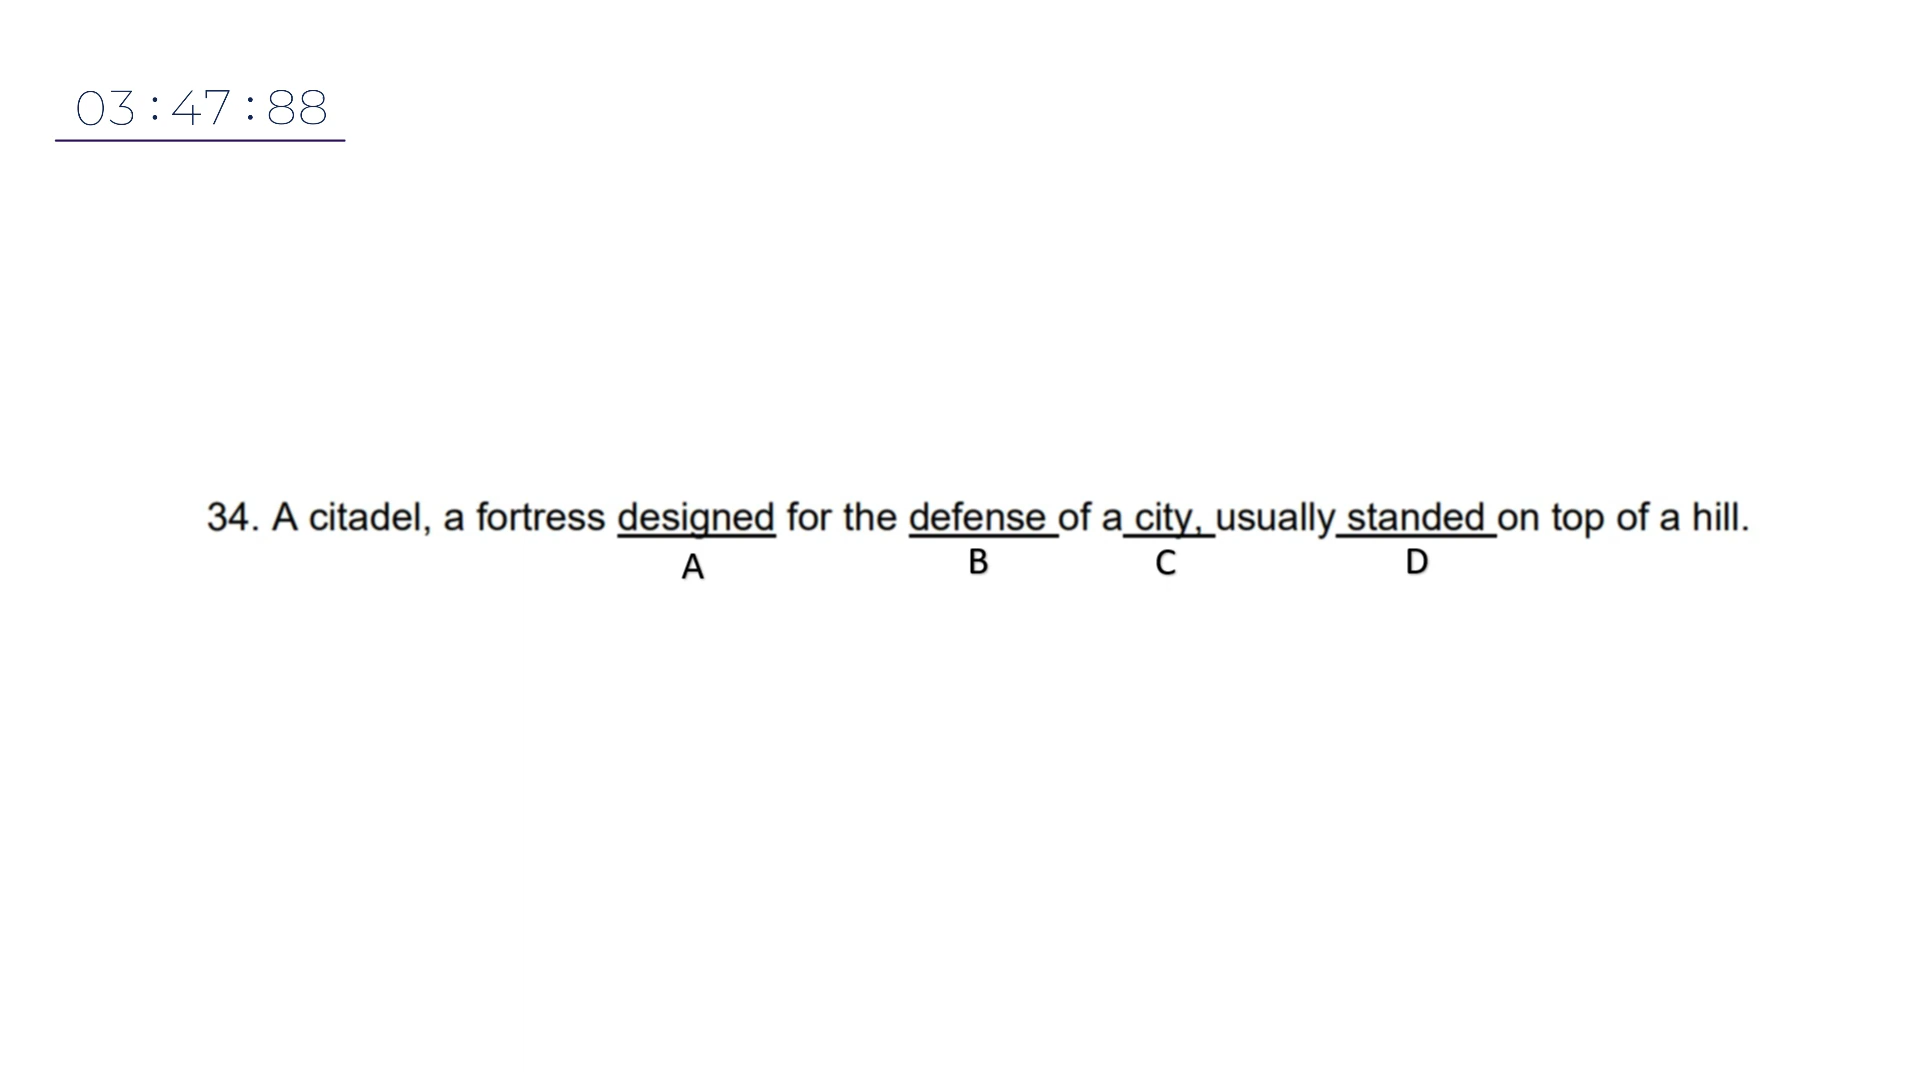 03:47:88
34. A citadel, a fortress designed for the defense of a city, usually standed on top of a hill.
A B C D